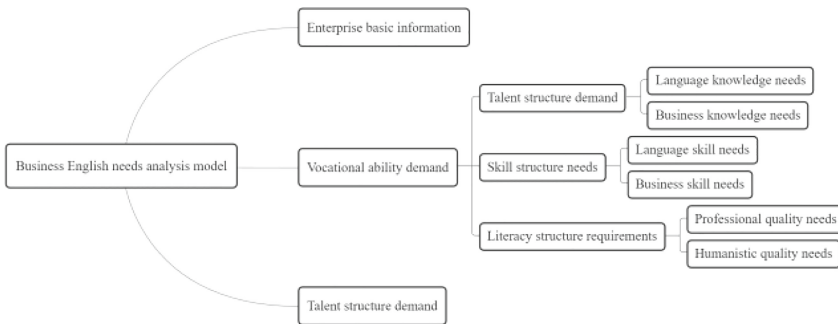 Enterprise basic information
Business English needs analysis model
Vocational ability demand
Talent structure demand
Language knowledge needs
Business knowledge needs
Skill structure needs
Language skill needs
Business skill needs
Literacy structure requirements
Professional quality needs
Humanistic quality needs
Talent structure demand